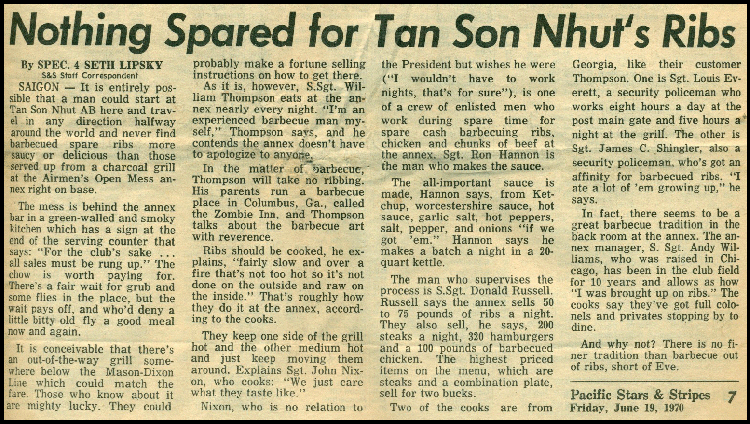 Nothing Spared for Tan Son Nhut's Ribs
By SPEC. 4 SETH LIPSKY
S&S Staff Correspondent
SAIGON — It is entirely pos-
sible that a man could start at
Tan Son Nhut AB here and trav-
el in any direction halfway
around the world and never find
barbecued spare ribs more
saucy or delicious than those
served up from a charcoal grill
at the Airmen's Open Mess an-
nex right on base.
The mess is behind the annex
bar in a green-walled and smoky
kitchen which has a sign at the
end of the serving counter that
says: "For the club's sake ...
all sales must be rung up." The
chow is worth paying for.
There's a fair wait for grub and
some flies in the place, but the
wait pays off, and who'd deny a
little bitty old fly a good meal
now and again.
It is conceivable that there's
an out-of-the-way grill some-
where below the Mason-Dixon
Line which could match the
fare. Those who know about it
are mighty lucky. They could
probably make a fortune selling
instructions on how to get there.
As it is, however, S.Sgt. Wil-
liam Thompson eats at the an-
nex nearly every night. "I'm an
experienced barbecue man my-
self," Thompson says, and he
contends the annex doesn't have
to apologize to anyone.
In the matter of barbecue,
Thompson will take no ribbing.
His parents run a barbecue
place in Columbus, Ga., called
the Zombie Inn, and Thompson
talks about the barbecue art
with reverence.
Ribs should be cooked, he ex-
plains, "fairly slow and over a
fire that's not too hot so it's not
done on the outside and raw on
the inside." That's roughly how
they do it at the annex, accord-
ing to the cooks.
They keep one side of the grill
hot and the other medium hot
and just keep moving them
around. Explains Sgt. John Nix-
on, who cooks: "We just care
what they taste like."
Nixon, who is no relation to
the President but wishes he were
("I wouldn't have to work
nights, that's for sure"), is one
of a crew of enlisted men who
work during spare time for
spare cash barbecuing ribs,
chicken and chunks of beef at
the annex. Sgt. Ron Hannon is
the man who makes the sauce.
The all-important sauce is
made, Hannon says, from Ket-
chup, worcestershire sauce, hot
sauce, garlic salt, hot peppers,
salt, pepper, and onions "if we
got 'em." Hannon says he
makes a batch a night in a 20-
quart kettle.
The man who supervises the
process is S.Sgt. Donald Russell.
Russell says the annex sells 50
to 75 pounds of ribs a night.
They also sell, he says, 200
steaks a night, 320 hamburgers
and a 100 pounds of barbecued
chicken. The highest priced
items on the menu, which are
steaks and a combination plate,
sell for two bucks.
Two of the cooks are from
Georgia, like their customer
Thompson. One is Sgt. Louis Ev-
erett, a security policeman who
works eight hours a day at the
post main gate and five hours a
night at the grill. The other is
Sgt. James C. Shingler, also a
security policeman, who's got an
affinity for barbecued ribs. "I
ate a lot of 'em growing up," he
says.
In fact, there seems to be a
great barbecue tradition in the
back room at the annex. The an-
nex manager, S. Sgt. Andy Wil-
liams, who was raised in Chi-
cago, has been in the club field
for 10 years and allows as how
"I was brought up on ribs." The
cooks say they've got full colo-
nels and privates stopping by to
dine.
And why not? There is no fi-
ner tradition than barbecue out
of ribs, short of Eve.
Pacific Stars & Stripes 7
Friday, June 19, 1970